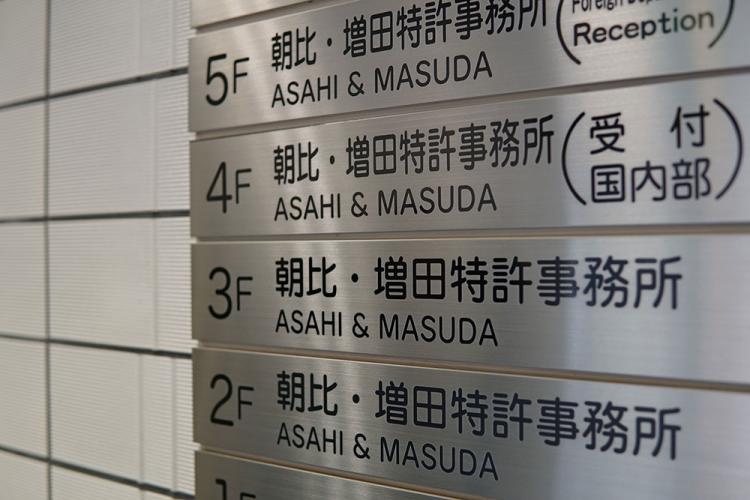 5F 朝比・増田特許事務所
Reception
ASAHI & MASUDA
4F 朝比・増田特許事務所 (受 付
国内部)
ASAHI & MASUDA
3F 朝比・増田特許事務所
ASAHI & MASUDA
2F 朝比・増田特許事務所
ASAHI & MASUDA